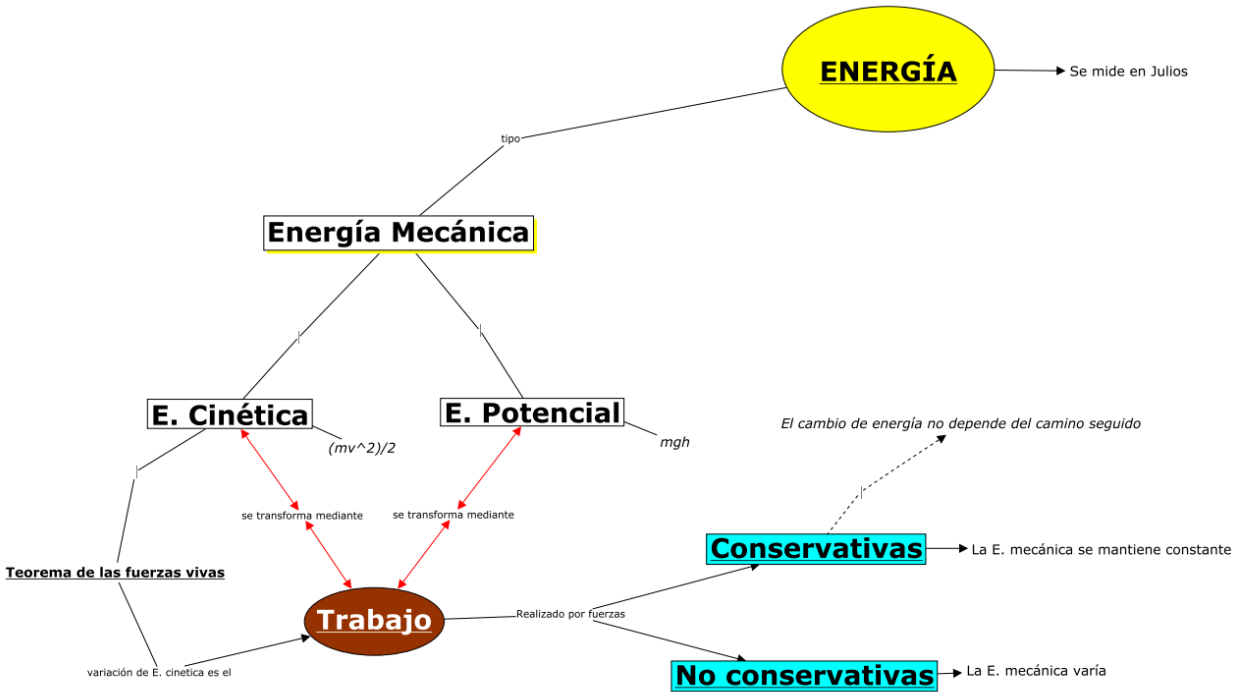 ENERGÍA
Se mide en Julios
tipo
Energía Mecánica
E. Cinética
E. Potencial
(mv^2)/2
mgh
El cambio de energía no depende del camino seguido
se transforma mediante
se transforma mediante
Conservativas
La E. mecánica se mantiene constante
Teorema de las fuerzas vivas
Trabajo
Realizado por fuerzas
variación de E. cinetica es el
No conservativas
La E. mecánica varía